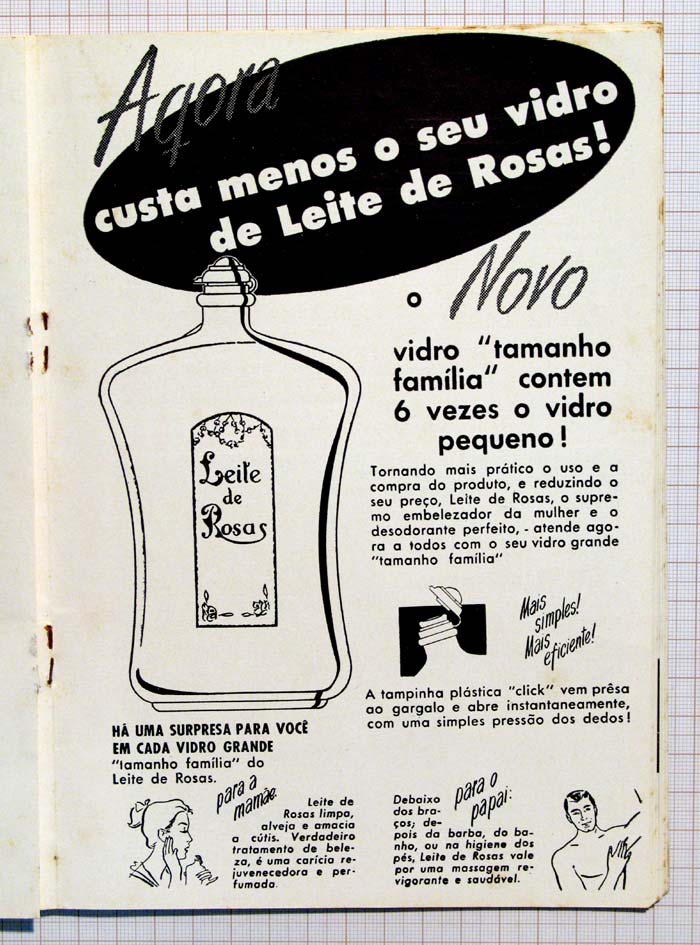 Agora
custa menos o seu vidro
de Leite de Rosas!
o Novo
vidro "tamanho
família" contem
6 vezes o vidro
pequeno!
Leite
de
Rosas
Tornando mais prático o uso e a
compra do produto, e reduzindo o
seu preço, Leite de Rosas, o supre-
mo embelezador da mulher e o
desodorante perfeito, - atende ago-
ra a todos com o seu vidro grande
"tamanho família"
Mais
simples!
Mais
eficiente!
A tampinha plástica "click" vem prêsa
ao gargalo e abre instantaneamente,
com uma simples pressão dos dedos!
HÁ UMA SURPRESA PARA VOCÊ
EM CADA VIDRO GRANDE
"tamanho família" do
Leite de Rosas.
para a
mamãe.
Leite de
Rosas limpa,
alveja e amacia
a cútis. Verdadeiro
tratamento de bele-
za, é uma carícia re-
juvenecedora e per-
fumada.
para o
papai:
Debaixo
dos bra-
ços; de-
pois da barba, do ba-
nho, ou na higiene dos
pés, Leite de Rosas vale
por uma massagem re-
vigorante e saudável.